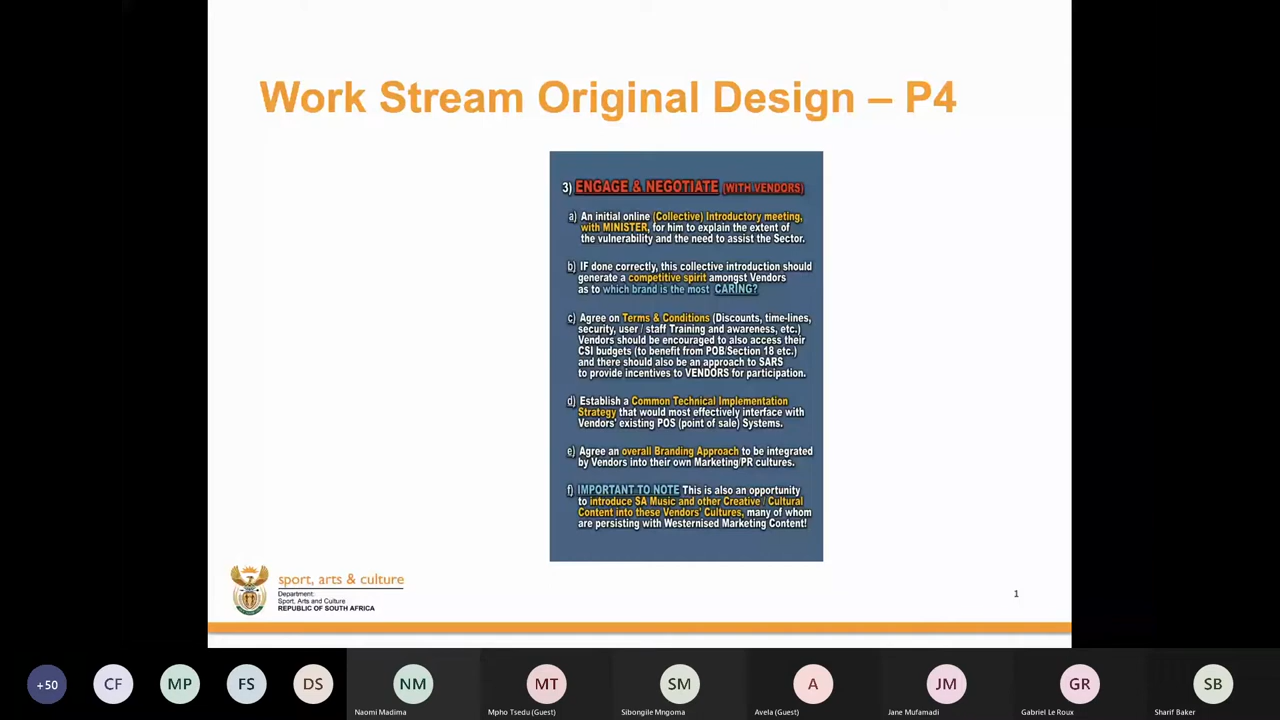 Work Stream Original Design – P4
3) ENGAGE & NEGOTIATE (WITH VENDORS)
a) An initial online (Collective) Introductory meeting,
with MINISTER, for him to explain the extent of
the vulnerability and the need to assist the Sector.
b) IF done correctly, this collective introduction should
generate a competitive spirit amongst Vendors
as to which brand is the most CARING?
c) Agree on Terms & Conditions (Discounts, time-lines,
security, user / staff Training and awareness, etc.)
Vendors should be encouraged to also access their
CSI budgets (to benefit from POB/Section 18 etc.)
and there should also be an approach to SARS
to provide incentives to VENDORS for participation.
d) Establish a Common Technical Implementation
Strategy that would most effectively interface with
Vendors' existing POS (point of sale) Systems.
e) Agree an overall Branding Approach to be integrated
by Vendors into their own Marketing/PR cultures.
f) IMPORTANT TO NOTE This is also an opportunity
to introduce SA Music and other Creative / Cultural
Content into these Vendors' Cultures, many of whom
are persisting with Westernised Marketing Content!
sport, arts & culture
Department:
Sport, Arts and Culture
REPUBLIC OF SOUTH AFRICA
1
+50 CF MP FS DS NM MT SM A JM GR SB
Naomi Madima Mpho Tsedu (Guest) Sibongile Mngoma Avela (Guest) Jane Mufamadi Gabriel Le Roux Sharif Baker